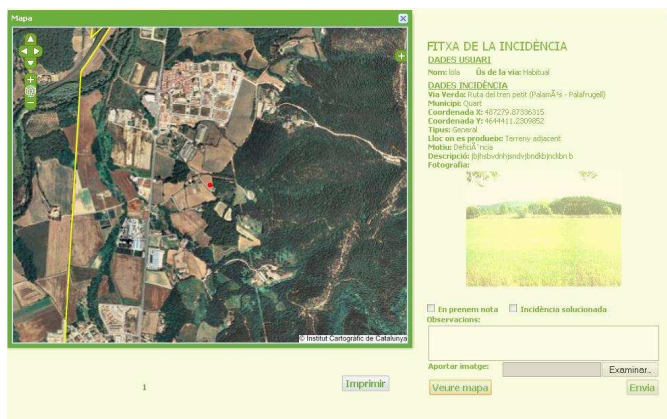 Mapa
© Institut Cartogràfic de Catalunya
1
Imprimir
FITXA DE LA INCIDÈNCIA
DADES USUARI
Nom: lola Ús de la via: Habitual
DADES INCIDÈNCIA
Via Verda: Ruta del tren petit (PalamÃ³s - Palafrugell)
Municipi: Quart
Coordenada X: 487279.87336315
Coordenada Y: 4644411.2309852
Tipus: General
Lloc on es produeix: Terreny adjacent
Motiu: DeficiÃ¨ncia
Descripció: jbjhsbvdnhjsndvjbndkbjnckbn b
Fotografia:
En prenem nota Incidència solucionada
Observacions:
Aportar imatge: Examinar..
Veure mapa Envia